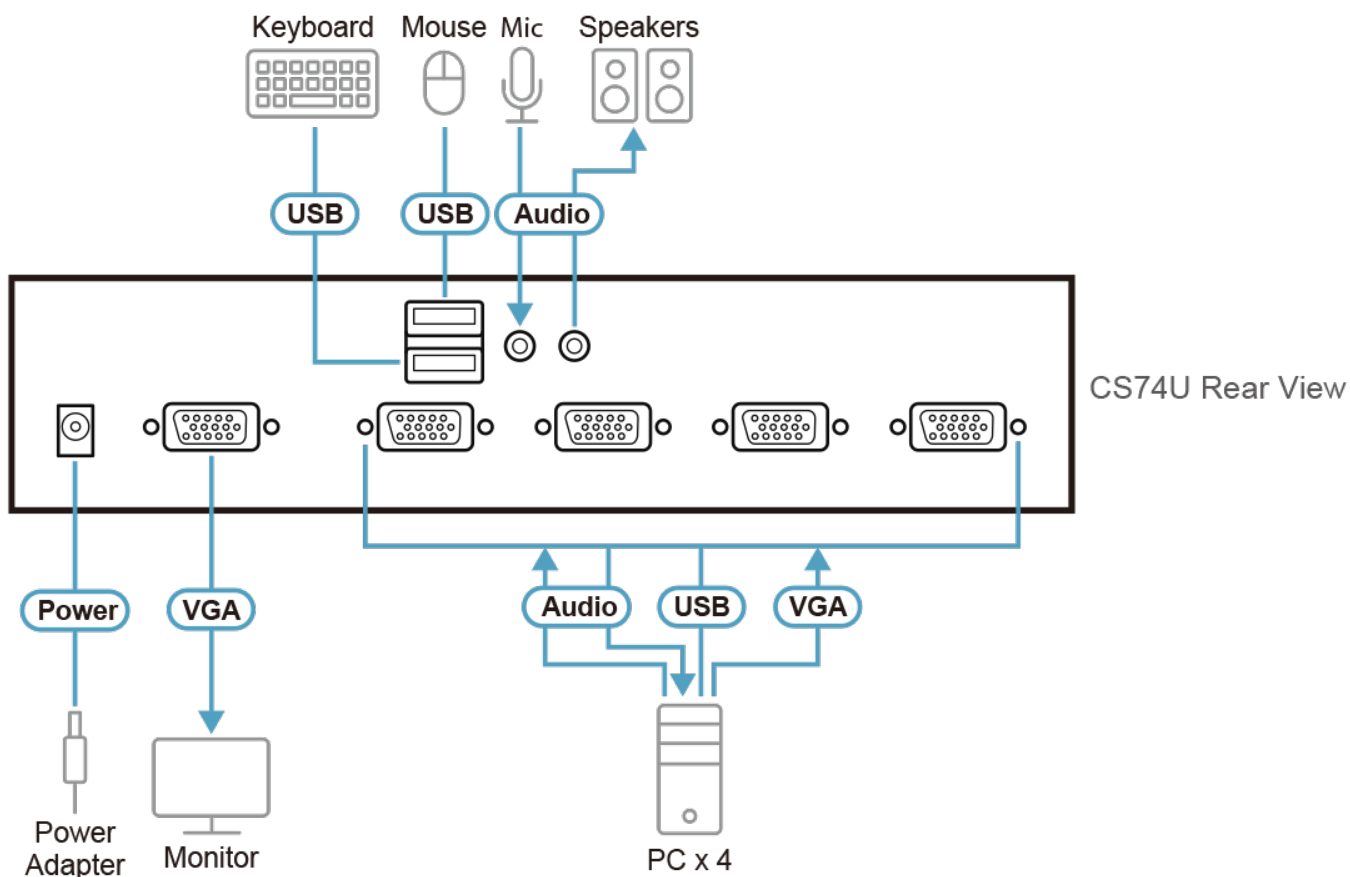 Keyboard
Mouse
Mic
Speakers
USB
USB
Audio
CS74U Rear View
Power
VGA
Audio
USB
VGA
Power
Adapter
Monitor
PC x 4